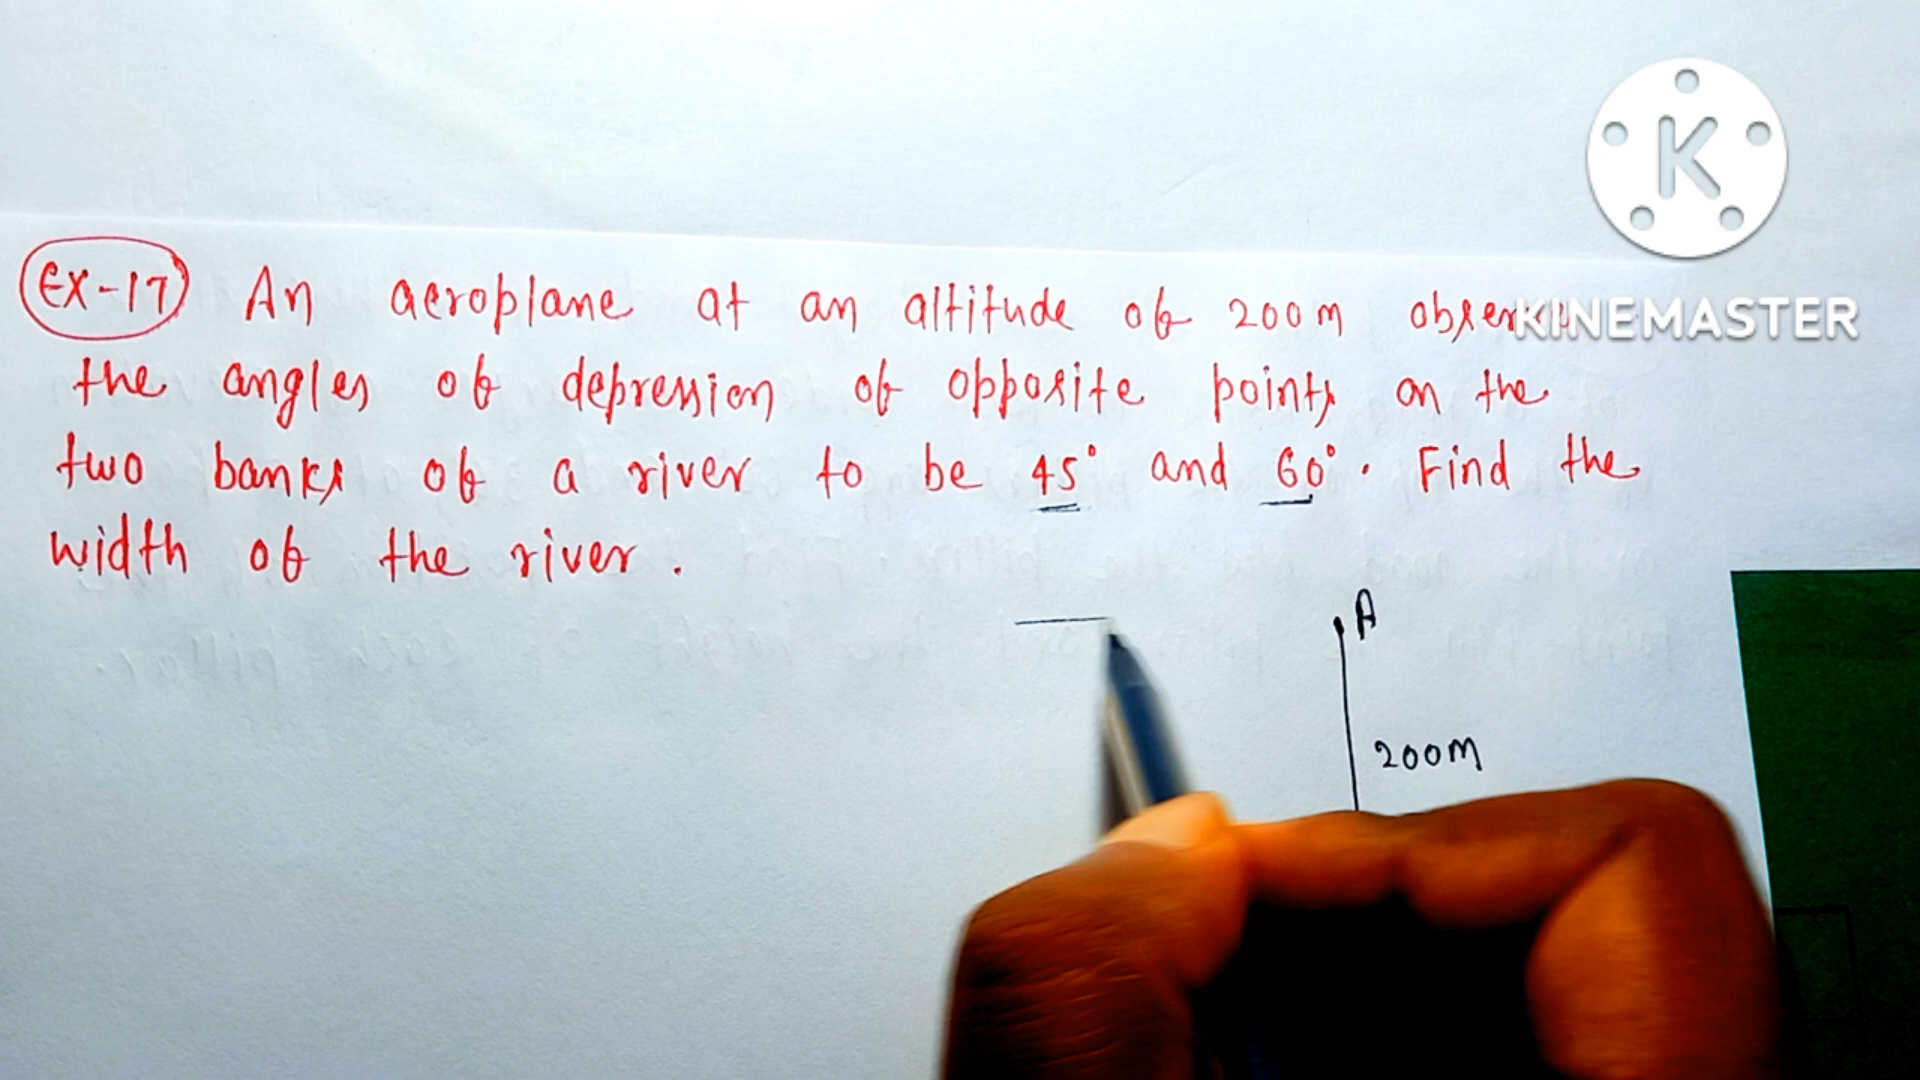 K
KINEMASTER
Ex-17 An aeroplane at an altitude of 200m
the angles of depression of opposite points on the
two banks of a river to be 45° and 60°. Find the
width of the river.
A
200m